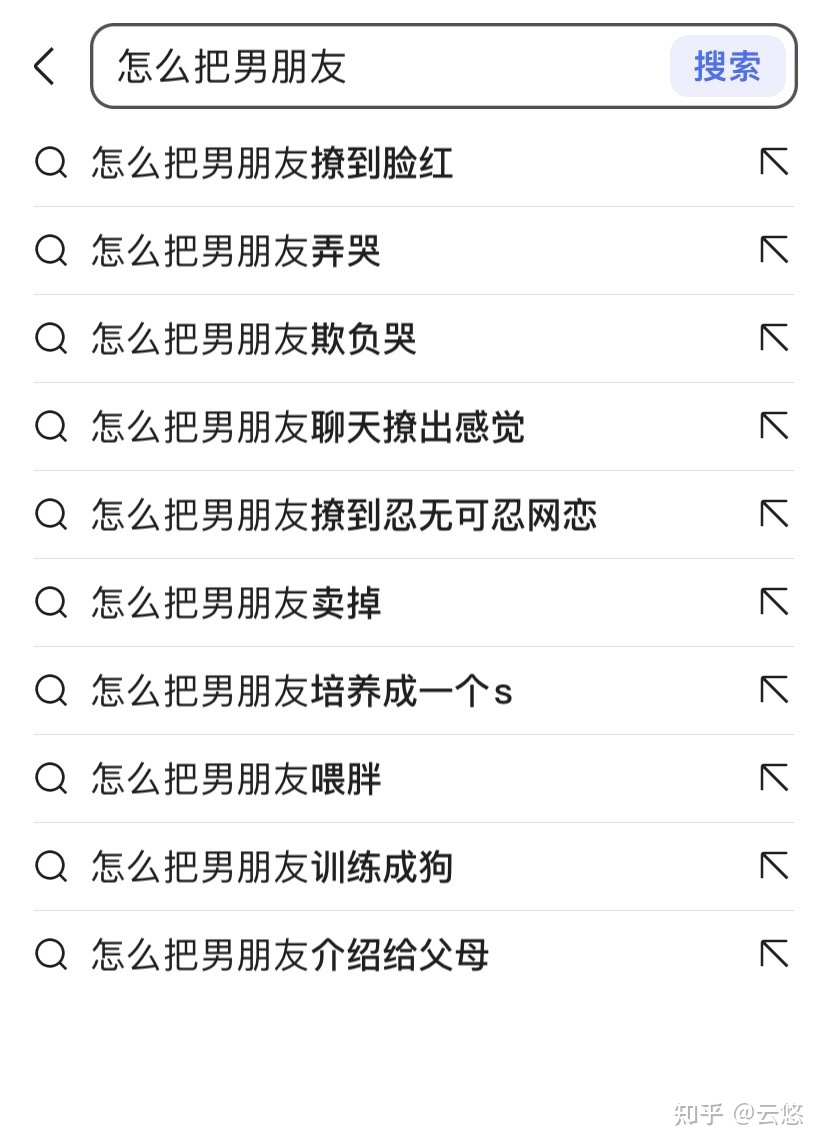 怎么把男朋友 搜索
怎么把男朋友撩到脸红
怎么把男朋友弄哭
怎么把男朋友欺负哭
怎么把男朋友聊天撩出感觉
怎么把男朋友撩到忍无可忍网恋
怎么把男朋友卖掉
怎么把男朋友培养成一个s
怎么把男朋友喂胖
怎么把男朋友训练成狗
怎么把男朋友介绍给父母
知乎 @云悠